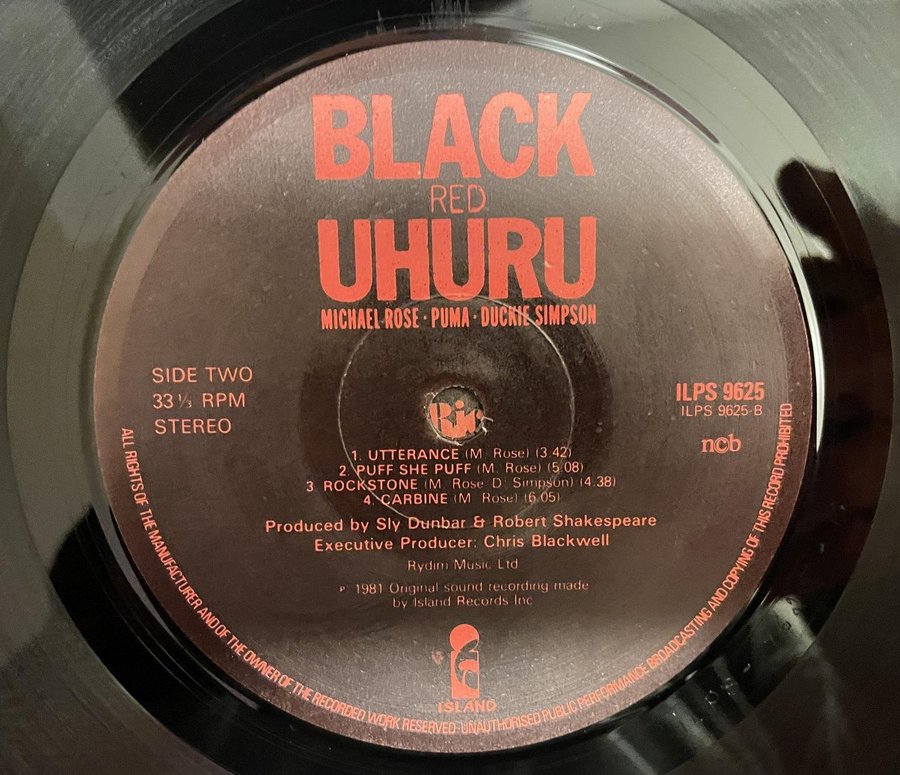 BLACK
RED
UHURU
MICHAEL ROSE · PUMA · DUCKIE SIMPSON
SIDE TWO
33 ⅓ RPM
STEREO
ILPS 9625
ILPS 9625-B
ncb
1. UTTERANCE (M. Rose) (3.42)
2. PUFF SHE PUFF (M. Rose) (5.08)
3 ROCKSTONE (M. Rose D. Simpson) (4.38)
4. CARBINE (M Rose) (6.05)
Produced by Sly Dunbar & Robert Shakespeare
Executive Producer: Chris Blackwell
Rydim Music Ltd
℗ 1981 Original sound recording made
by Island Records Inc
ISLAND
ALL RIGHTS OF THE MANUFACTURER AND OF THE OWNER OF THE RECORDED WORK RESERVED · UNAUTHORISED PUBLIC PERFORMANCE BROADCASTING AND COPYING OF THIS RECORD PROHIBITED